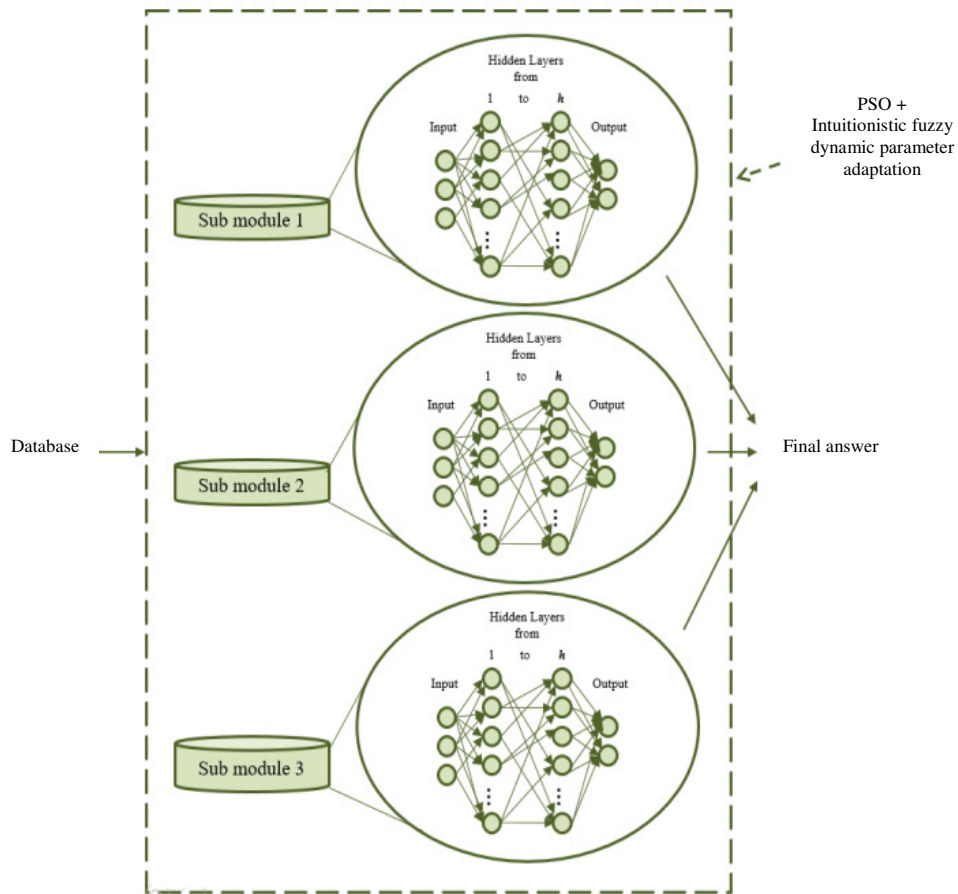 Hidden Layers
from
1 to h
Input
Output
Sub module 1
PSO +
Intuitionistic fuzzy
dynamic parameter
adaptation
Hidden Layers
from
1 to h
Input
Output
Database
Sub module 2
Final answer
Hidden Layers
from
1 to h
Input
Output
Sub module 3